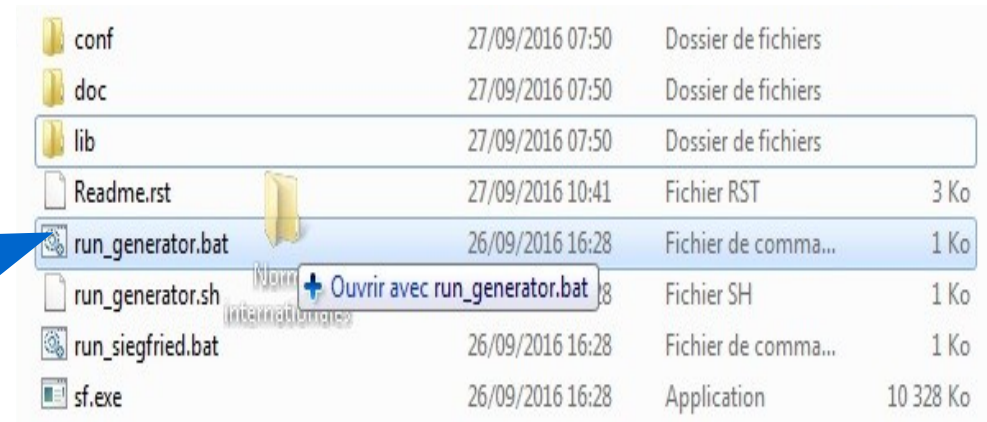 conf 27/09/2016 07:50 Dossier de fichiers
doc 27/09/2016 07:50 Dossier de fichiers
lib 27/09/2016 07:50 Dossier de fichiers
Readme.rst 27/09/2016 10:41 Fichier RST 3 Ko
run_generator.bat 26/09/2016 16:28 Fichier de comma... 1 Ko
Ouvrir avec run_generator.bat
run_generator.sh 8 Fichier SH 1 Ko
internationales
run_siegfried.bat 26/09/2016 16:28 Fichier de comma... 1 Ko
sf.exe 26/09/2016 16:28 Application 10 328 Ko